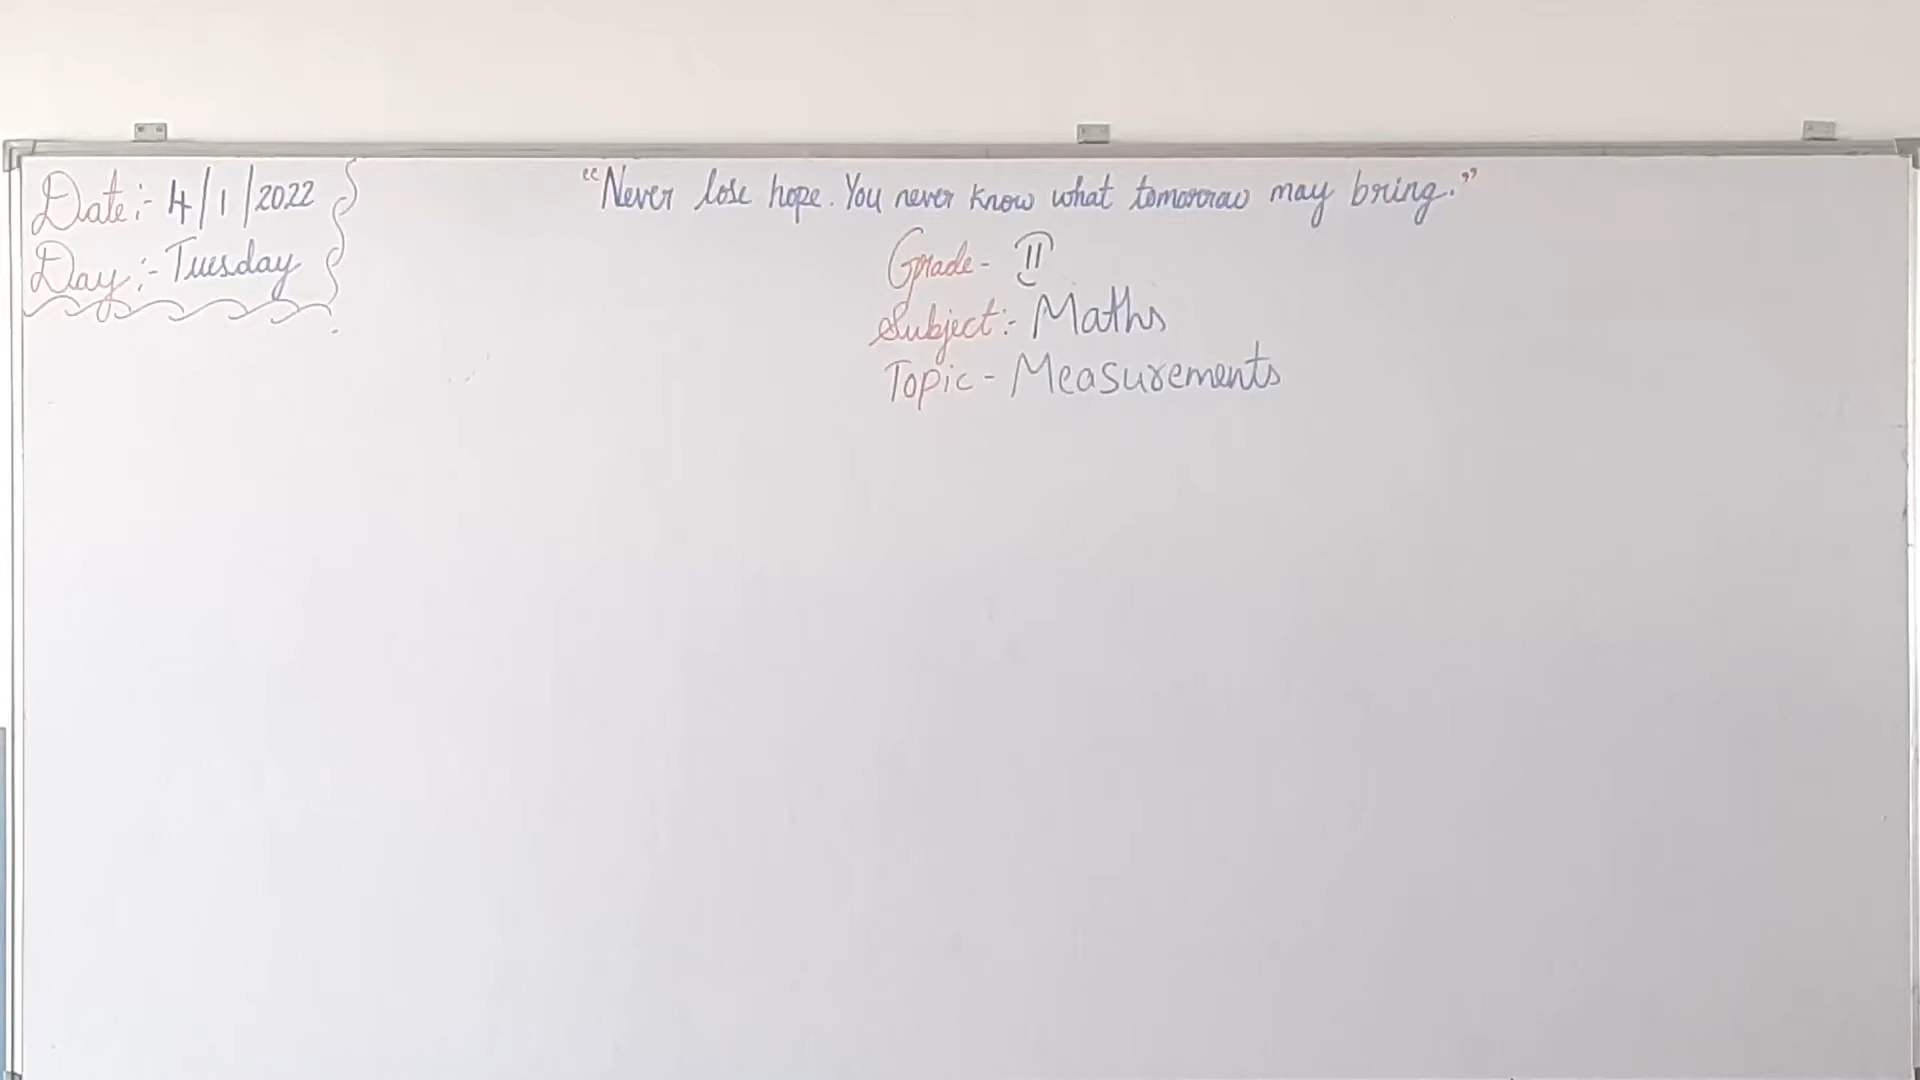 Date:- 4/1/2022
Day:- Tuesday
“Never lose hope. You never know what tomorrow may bring.”
Grade- II
Subject:- Maths
Topic- Measurements